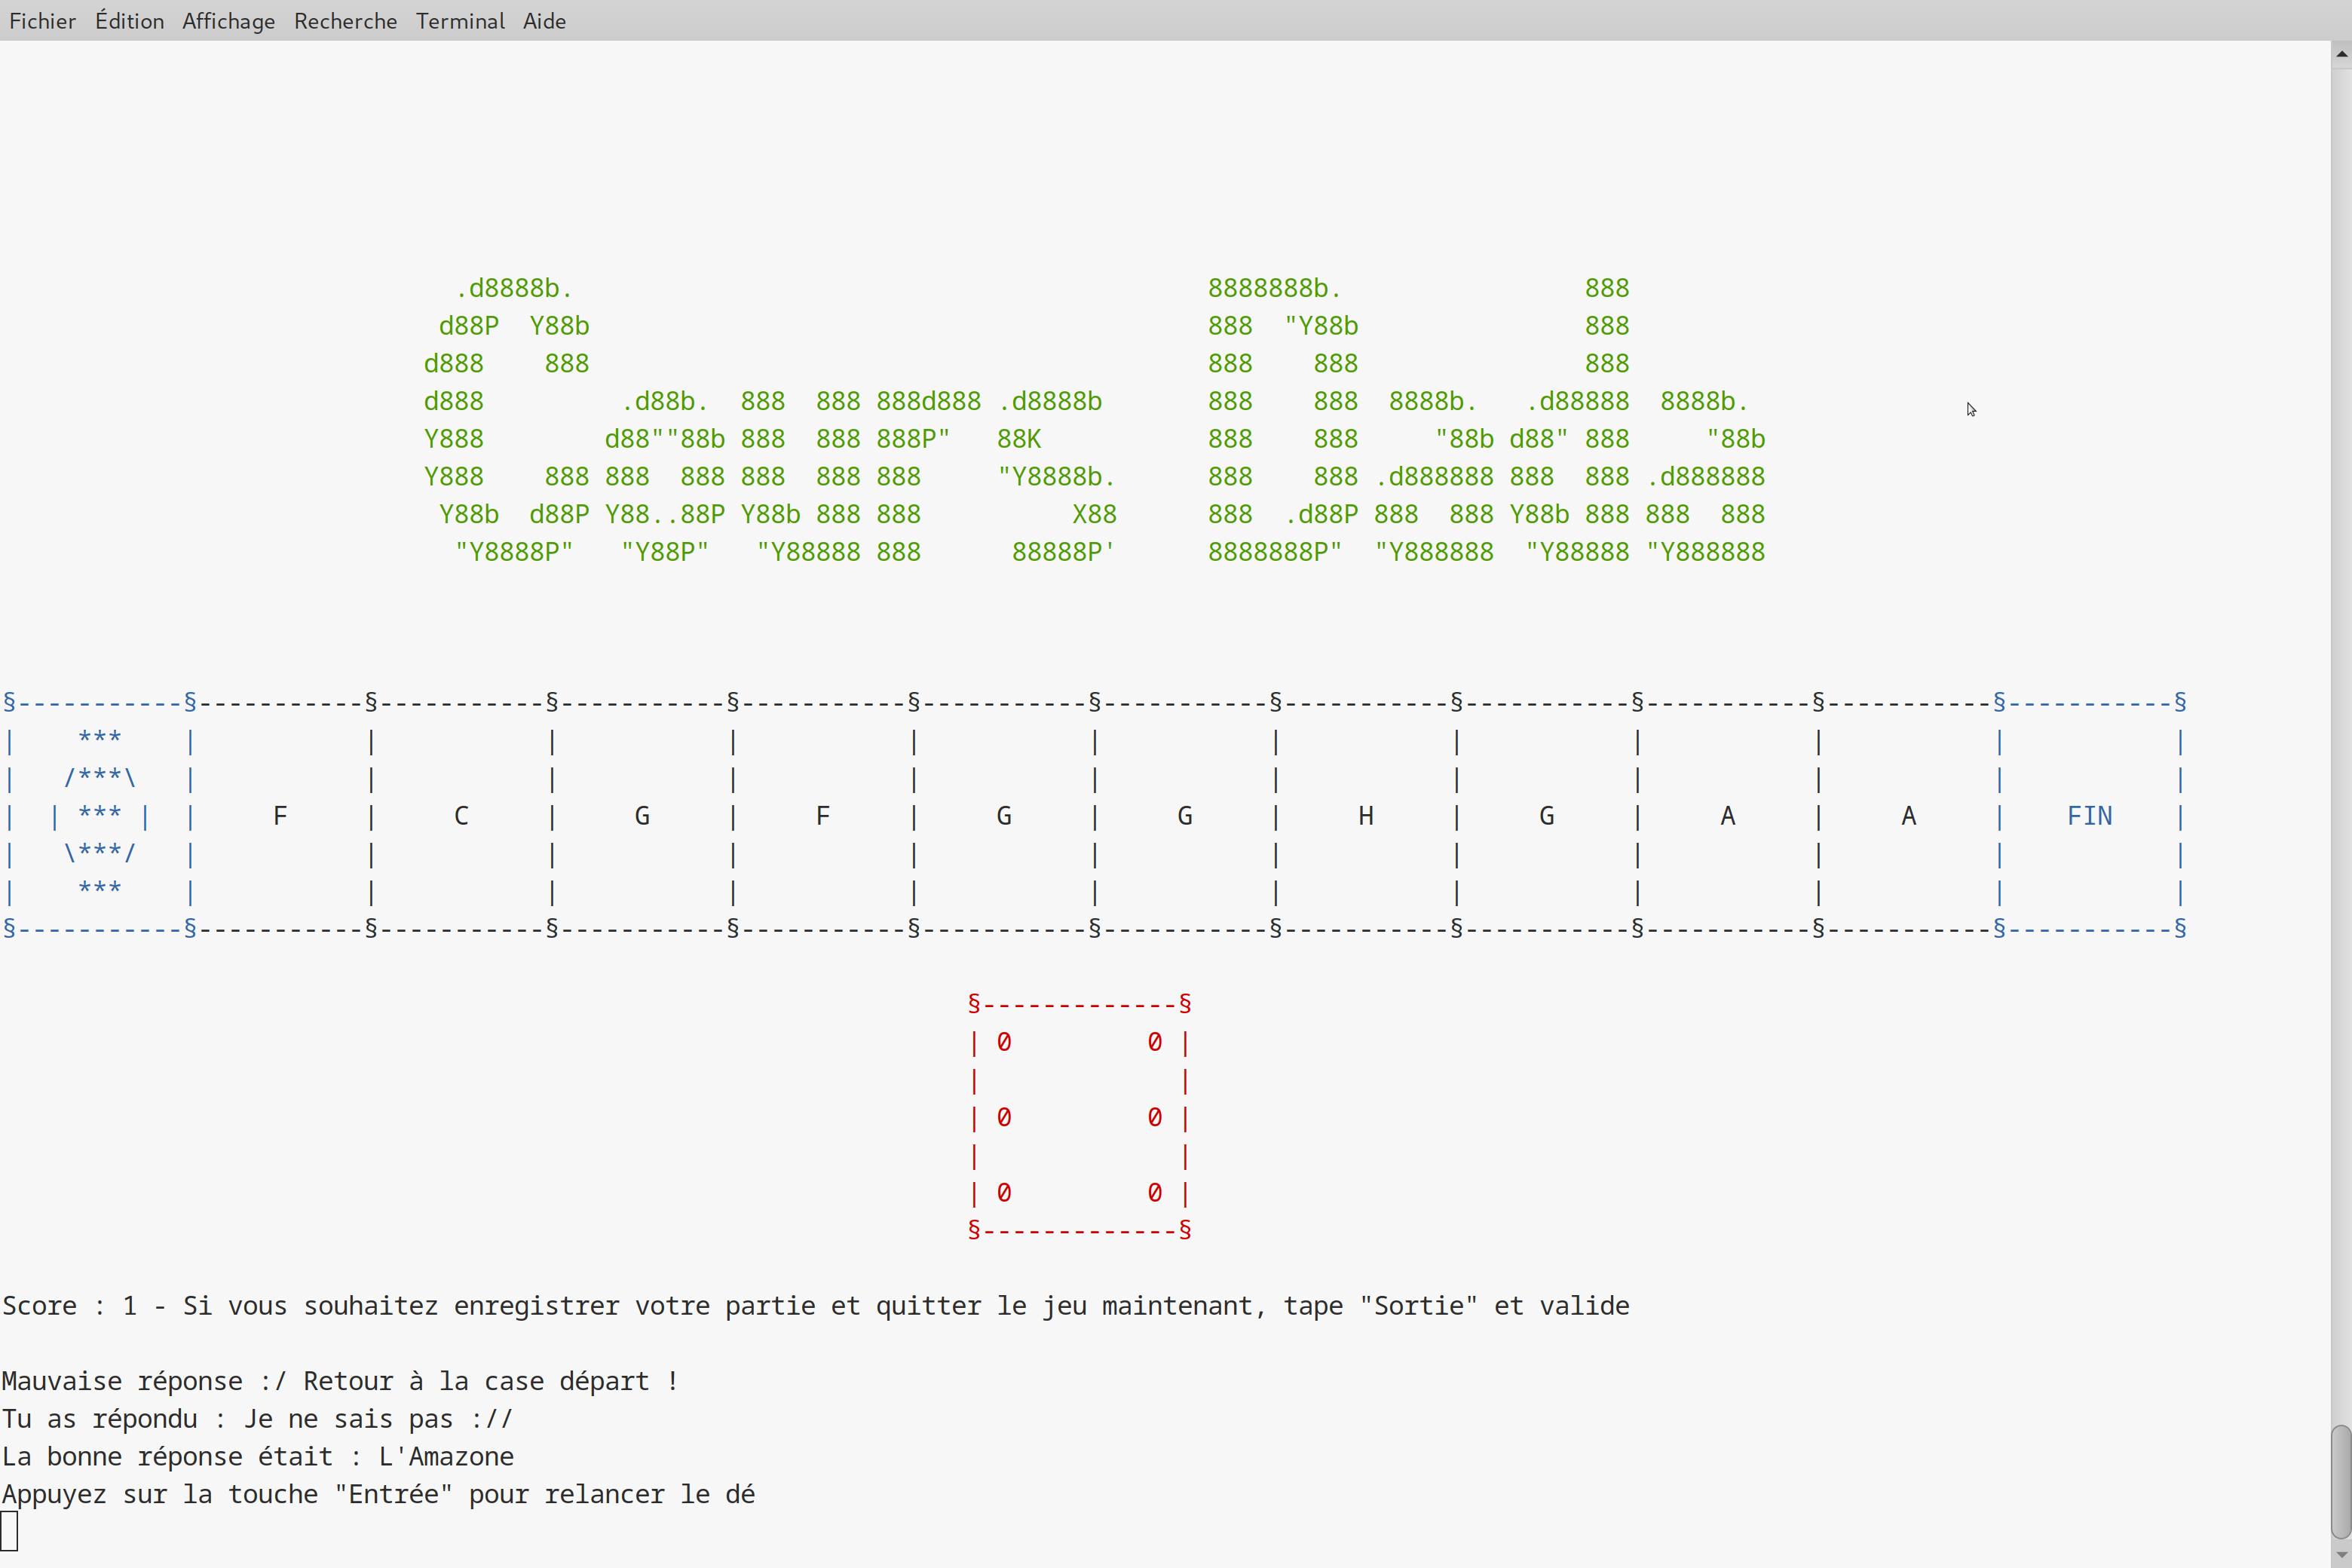 Fichier Édition Affichage Recherche Terminal Aide
  .d8888b.                                          8888888b.                888
 d88P  Y88b                                         888  "Y88b               888
d888    888                                         888    888               888
d888         .d88b.  888  888 888d888 .d8888b       888    888  8888b.   .d88888  8888b.
Y888        d88""88b 888  888 888P"   88K           888    888     "88b d88" 888     "88b
Y888    888 888  888 888  888 888     "Y8888b.      888    888 .d888888 888  888 .d888888
 Y88b  d88P Y88..88P Y88b 888 888          X88      888  .d88P 888  888 Y88b 888 888  888
  "Y8888P"   "Y88P"   "Y88888 888      88888P'      8888888P"  "Y888888  "Y88888 "Y888888
§-----------§-----------§-----------§-----------§-----------§-----------§-----------§-----------§-----------§-----------§-----------§-----------§
|    ***    |           |           |           |           |           |           |           |           |           |           |           |
|   /***\   |           |           |           |           |           |           |           |           |           |           |           |
|  | *** |  |     F     |     C     |     G     |     F     |     G     |     G     |     H     |     G     |     A     |     A     |    FIN    |
|   \***/   |           |           |           |           |           |           |           |           |           |           |           |
|    ***    |           |           |           |           |           |           |           |           |           |           |           |
§-----------§-----------§-----------§-----------§-----------§-----------§-----------§-----------§-----------§-----------§-----------§-----------§
§-------------§
| 0         0 |
|             |
| 0         0 |
|             |
| 0         0 |
§-------------§
Score : 1 - Si vous souhaitez enregistrer votre partie et quitter le jeu maintenant, tape "Sortie" et valide
Mauvaise réponse :/ Retour à la case départ !
Tu as répondu : Je ne sais pas ://
La bonne réponse était : L'Amazone
Appuyez sur la touche "Entrée" pour relancer le dé